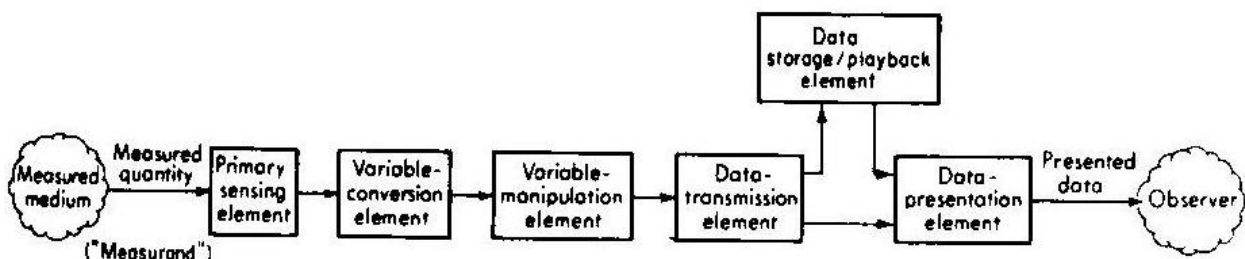 Data
storage/playback
element
Measured
medium
Measured
quantity
("Measurand")
Primary
sensing
element
Variable-
conversion
element
Variable-
manipulation
element
Data-
transmission
element
Data-
presentation
element
Presented
data
Observer